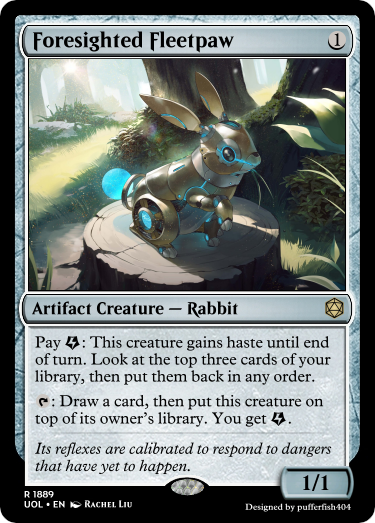 Foresighted Fleetpaw 1
Artifact Creature — Rabbit
Pay : This creature gains haste until end
of turn. Look at the top three cards of your
library, then put them back in any order.
: Draw a card, then put this creature on
top of its owner's library. You get .
Its reflexes are calibrated to respond to dangers
that have yet to happen.
1/1
R 1889
UOL • EN Rachel Liu
Designed by pufferfish404